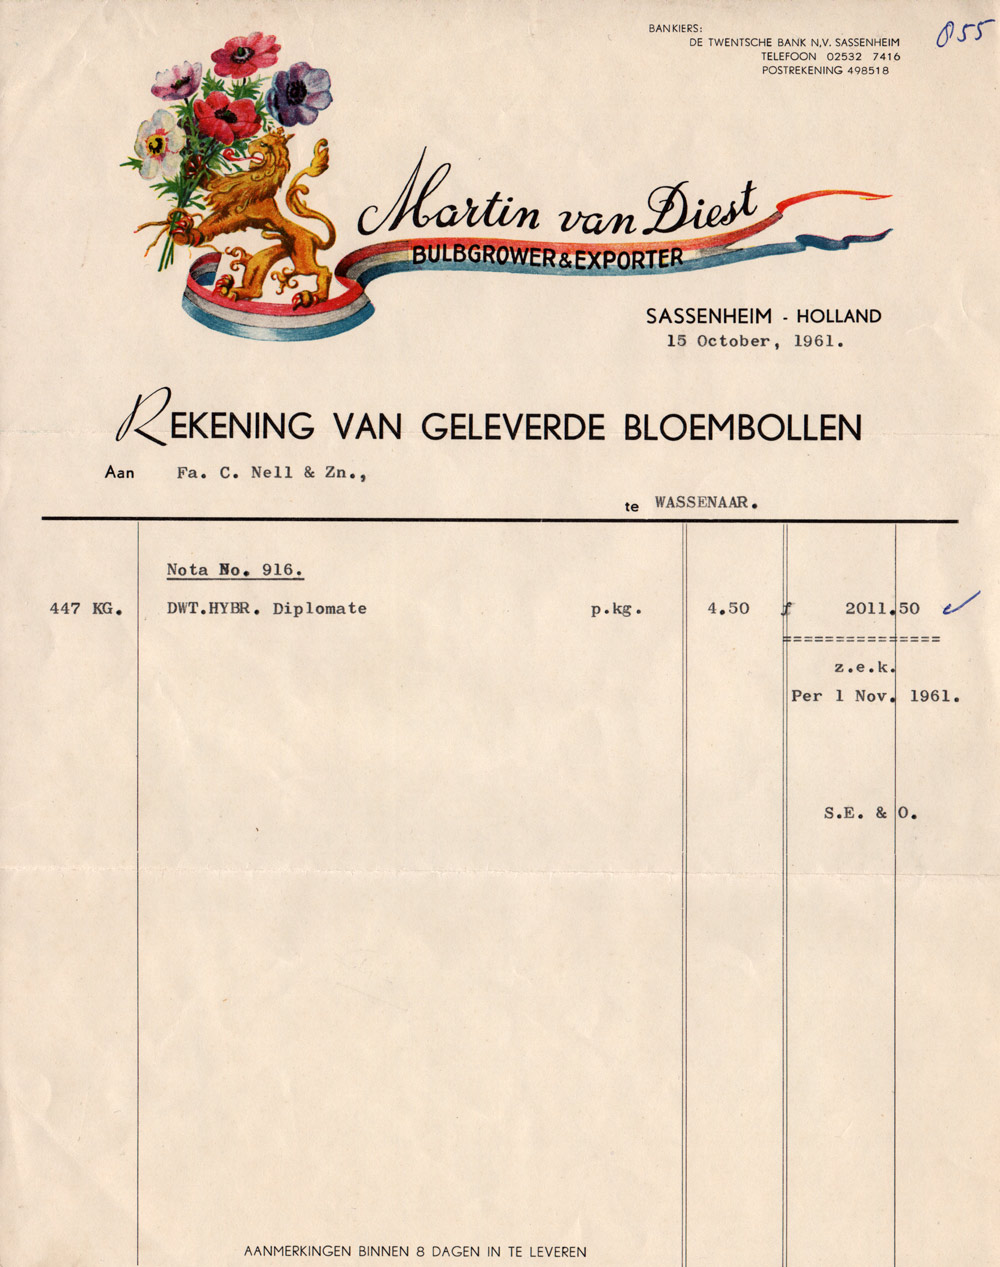 BANKIERS:
DE TWENTSCHE BANK N.V. SASSENHEIM
TELEFOON 02532 7416
POSTREKENING 498518
855
Martin van Diest
BULBGROWER & EXPORTER
SASSENHEIM - HOLLAND
15 October, 1961.
REKENING VAN GELEVERDE BLOEMBOLLEN
Aan Fa. C. Nell & Zn.,
te WASSENAAR.
Nota No. 916.
447 KG. DWT.HYBR. Diplomate p.kg. 4.50 f 2011.50
===============
z.e.k.
Per 1 Nov. 1961.
S.E. & O.
AANMERKINGEN BINNEN 8 DAGEN IN TE LEVEREN